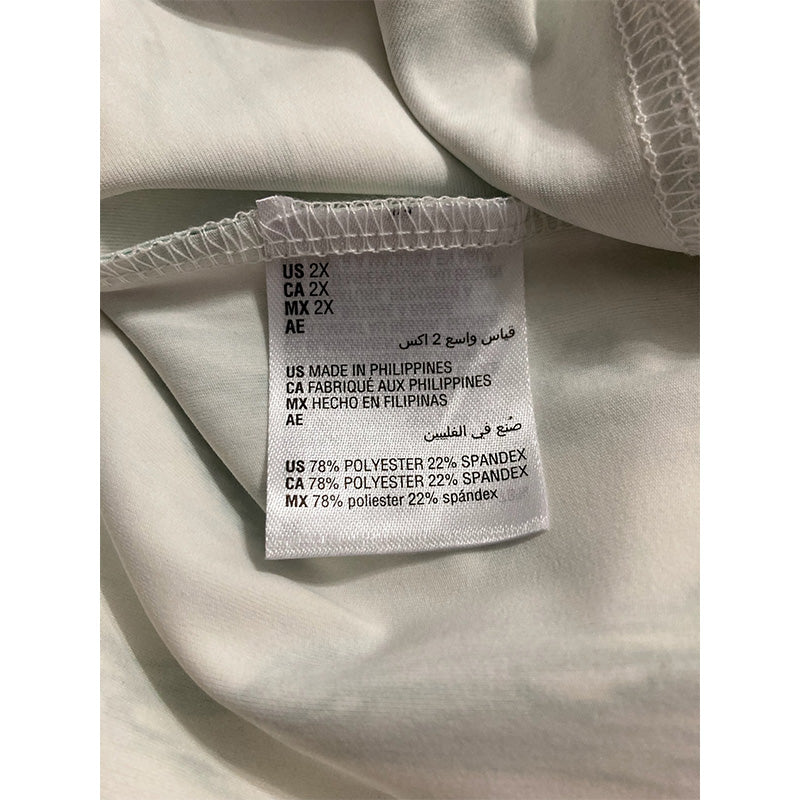 US 2X
CA 2X
MX 2X
AE
قياس واسع 2 اكس
US MADE IN PHILIPPINES
CA FABRIQUÉ AUX PHILIPPINES
MX HECHO EN FILIPINAS
AE
صُنع في الفليبين
US 78% POLYESTER 22% SPANDEX
CA 78% POLYESTER 22% SPANDEX
MX 78% poliester 22% spándex